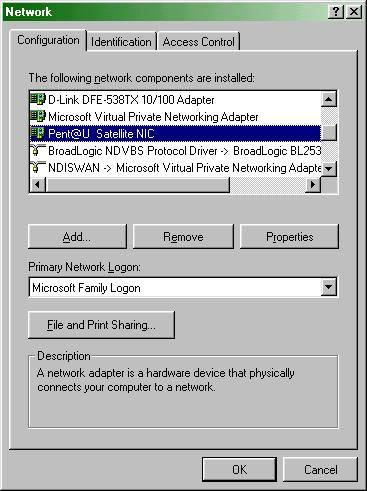 Network
Configuration Identification Access Control
The following network components are installed:
D-Link DFE-538TX 10/100 Adapter
Microsoft Virtual Private Networking Adapter
Pent@U Satellite NIC
BroadLogic NDVBS Protocol Driver -> BroadLogic BL253
NDISWAN -> Microsoft Virtual Private Networking Adapte
Add... Remove Properties
Primary Network Logon:
Microsoft Family Logon
File and Print Sharing...
Description
A network adapter is a hardware device that physically
connects your computer to a network.
OK Cancel